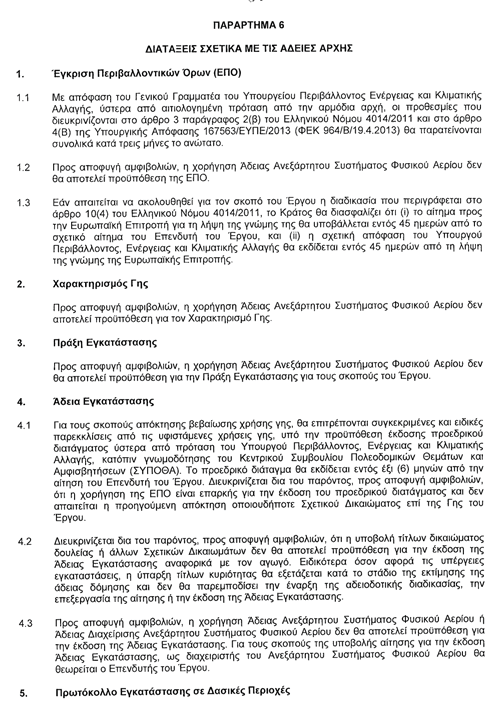 ΠΑΡΑΡΤΗΜΑ 6
ΔΙΑΤΑΞΕΙΣ ΣΧΕΤΙΚΑ ΜΕ ΤΙΣ ΑΔΕΙΕΣ ΑΡΧΗΣ
1. Έγκριση Περιβαλλοντικών Όρων (ΕΠΟ)
1.1 Με απόφαση του Γενικού Γραμματέα του Υπουργείου Περιβάλλοντος Ενέργειας και Κλιματικής
Αλλαγής, ύστερα από αιτιολογημένη πρόταση από την αρμόδια αρχή, οι προθεσμίες που
διευκρινίζονται στο άρθρο 3 παράγραφος 2(β) του Ελληνικού Νόμου 4014/2011 και στο άρθρο
4(Β) της Υπουργικής Απόφασης 167563/ΕΥΠΕ/2013 (ΦΕΚ 964/Β/19.4.2013) θα παρατείνονται
συνολικά κατά τρεις μήνες το ανώτατο.
1.2 Προς αποφυγή αμφιβολιών, η χορήγηση Άδειας Ανεξάρτητου Συστήματος Φυσικού Αερίου δεν
θα αποτελεί προϋπόθεση της ΕΠΟ.
1.3 Εάν απαιτείται να ακολουθηθεί για τον σκοπό του Έργου η διαδικασία που περιγράφεται στο
άρθρο 10(4) του Ελληνικού Νόμου 4014/2011, το Κράτος θα διασφαλίζει ότι (i) το αίτημα προς
την Ευρωπαϊκή Επιτροπή για τη λήψη της γνώμης της θα υποβάλλεται εντός 45 ημερών από το
σχετικό αίτημα του Επενδυτή του Έργου, και (ii) η σχετική απόφαση του Υπουργού
Περιβάλλοντος, Ενέργειας και Κλιματικής Αλλαγής θα εκδίδεται εντός 45 ημερών από τη λήψη
της γνώμης της Ευρωπαϊκής Επιτροπής.
2. Χαρακτηρισμός Γης
Προς αποφυγή αμφιβολιών, η χορήγηση Άδειας Ανεξάρτητου Συστήματος Φυσικού Αερίου δεν
αποτελεί προϋπόθεση για τον Χαρακτηρισμό Γης.
3. Πράξη Εγκατάστασης
Προς αποφυγή αμφιβολιών, η χορήγηση Άδειας Ανεξάρτητου Συστήματος Φυσικού Αερίου δεν
θα αποτελεί προϋπόθεση για την Πράξη Εγκατάστασης για τους σκοπού του Έργου.
4. Άδεια Εγκατάστασης
4.1 Για τους σκοπούς απόκτησης βεβαίωσης χρήσης γης, θα επιτρέπονται συγκεκριμένες και ειδικές
παρεκκλίσεις από τις υφιστάμενες χρήσεις γης, υπό την προϋπόθεση έκδοσης προεδρικού
διατάγματος ύστερα από πρόταση του Υπουργού Περιβάλλοντος, Ενέργειας και Κλιματικής
Αλλαγής, κατόπιν γνωμοδότησης του Κεντρικού Συμβουλίου Πολεοδομικών Θεμάτων και
Αμφισβητήσεων (ΣΥΠΟΘΑ). Το προεδρικό διάταγμα θα εκδίδεται εντός έξι (6) μηνών από την
αίτηση του Επενδυτή του Έργου. Διευκρινίζεται δια του παρόντος, προς αποφυγή αμφιβολιών,
ότι η χορήγηση της ΕΠΟ είναι επαρκής για την έκδοση του προεδρικού διατάγματος και δεν
απαιτείται η προηγούμενη απόκτηση οποιουδήποτε Σχετικού Δικαιώματος επί της Γης του
Έργου.
4.2 Διευκρινίζεται δια του παρόντος, προς αποφυγή αμφιβολιών, ότι η υποβολή τίτλων δικαιώματος
δουλείας ή άλλων Σχετικών Δικαιωμάτων δεν θα αποτελεί προϋπόθεση για την έκδοση της
Άδειας Εγκατάστασης αναφορικά με τον αγωγό. Ειδικότερα όσον αφορά τις υπέργειες
εγκαταστάσεις, η ύπαρξη τίτλων κυριότητας θα εξετάζεται κατά το στάδιο της εκτίμησης της
άδειας δόμησης και δεν θα παρεμποδίσει την έναρξη της αδειοδοτικής διαδικασία, την
επεξεργασία της αίτησης ή την έκδοση της Άδειας Εγκατάστασης.
4.3 Προς αποφυγή αμφιβολιών, η χορήγηση Άδειας Ανεξάρτητου Συστήματος Φυσικού Αερίου ή
Άδειας Διαχείρισης Ανεξάρτητου Συστήματος Φυσικού Αερίου δεν θα αποτελεί προϋπόθεση για
την έκδοση της Άδειας Εγκατάστασης. Για τους σκοπούς της υποβολής αίτησης για την έκδοση
Άδειας Εγκατάστασης, ως διαχειριστής του Ανεξάρτητου Συστήματος Φυσικού Αερίου θα
θεωρείται ο Επενδυτής του Έργου.
5. Πρωτόκολλο Εγκατάστασης σε Δασικές Περιοχές